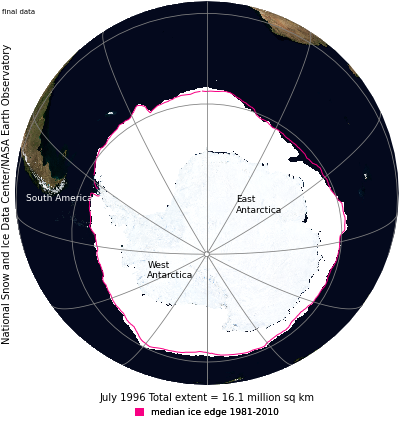 final data
National Snow and Ice Data Center/NASA Earth Observatory
South America
East
Antarctica
West
Antarctica
July 1996 Total extent = 16.1 million sq km
median ice edge 1981-2010